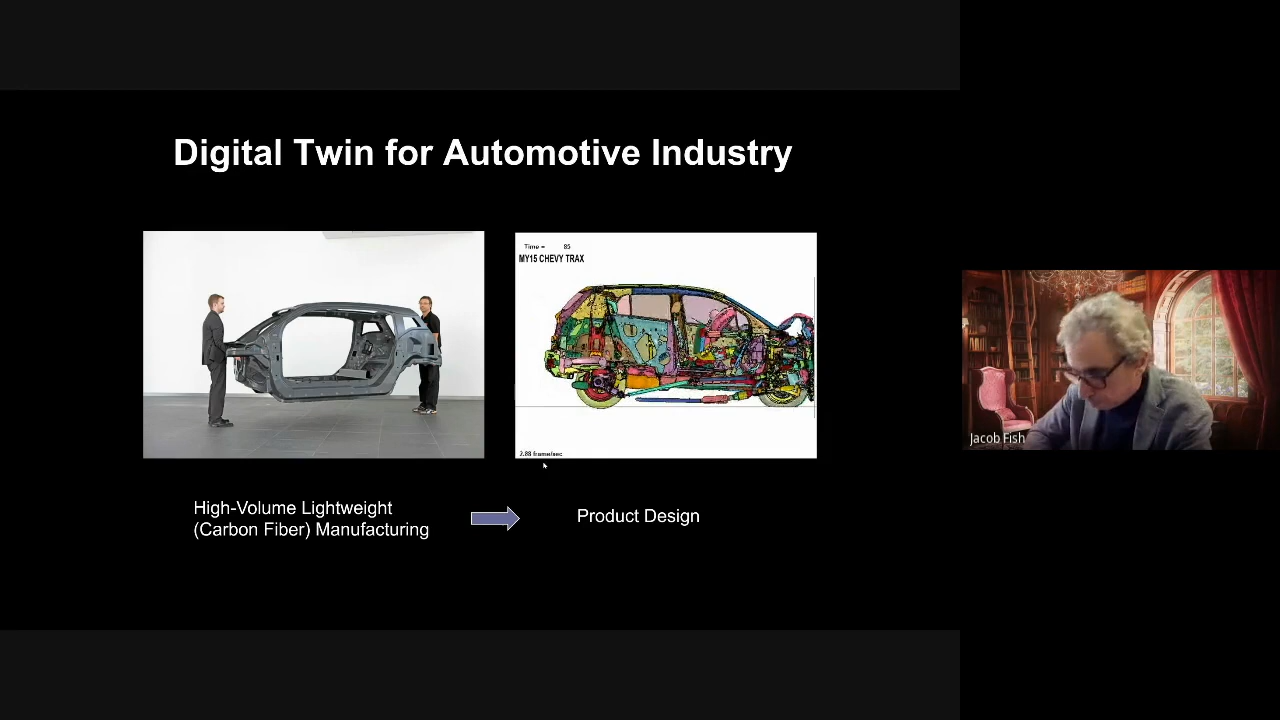 Digital Twin for Automotive Industry
Time = 85
MY15 CHEVY TRAX
2.88 frame/sec
High-Volume Lightweight
(Carbon Fiber) Manufacturing
Product Design
Jacob Fish